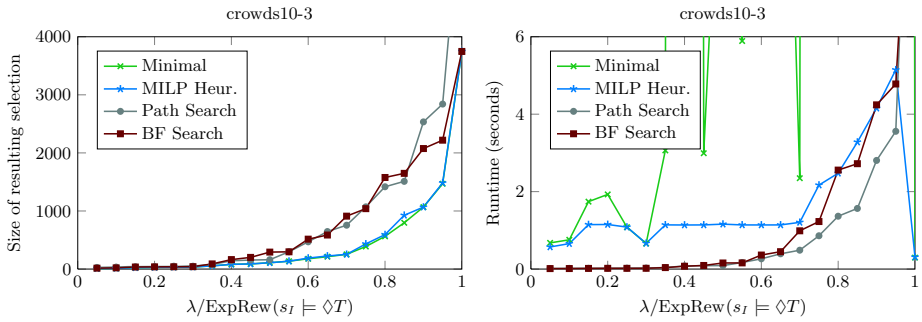 crowds10-3
Size of resulting selection
4000
3000
2000
1000
0
Minimal
MILP Heur.
Path Search
BF Search
0 0.2 0.4 0.6 0.8 1
λ/ExpRew(s_I ⊨ ◊T)
crowds10-3
Runtime (seconds)
6
4
2
0
Minimal
MILP Heur.
Path Search
BF Search
0 0.2 0.4 0.6 0.8 1
λ/ExpRew(s_I ⊨ ◊T)